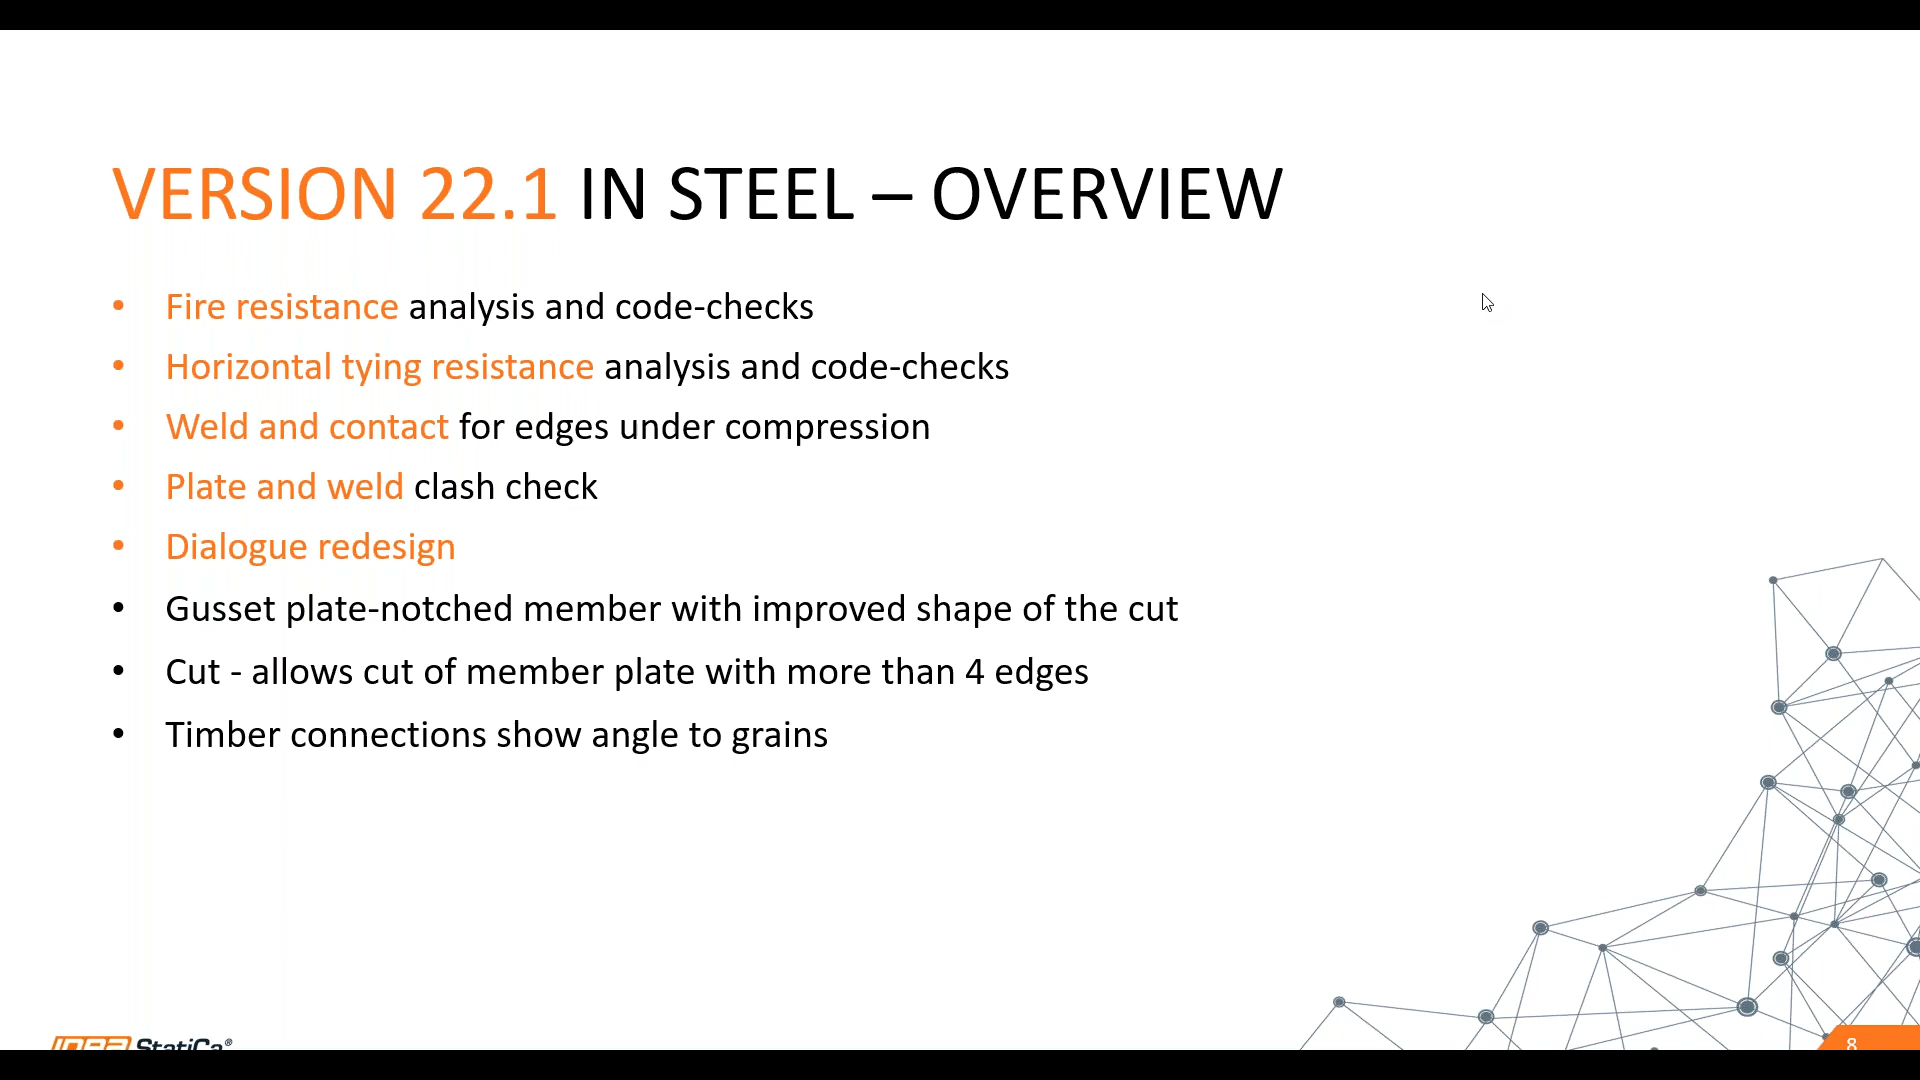 VERSION 22.1 IN STEEL – OVERVIEW
• Fire resistance analysis and code-checks
• Horizontal tying resistance analysis and code-checks
• Weld and contact for edges under compression
• Plate and weld clash check
• Dialogue redesign
• Gusset plate-notched member with improved shape of the cut
• Cut - allows cut of member plate with more than 4 edges
• Timber connections show angle to grains
IDEA StatiCa®
8